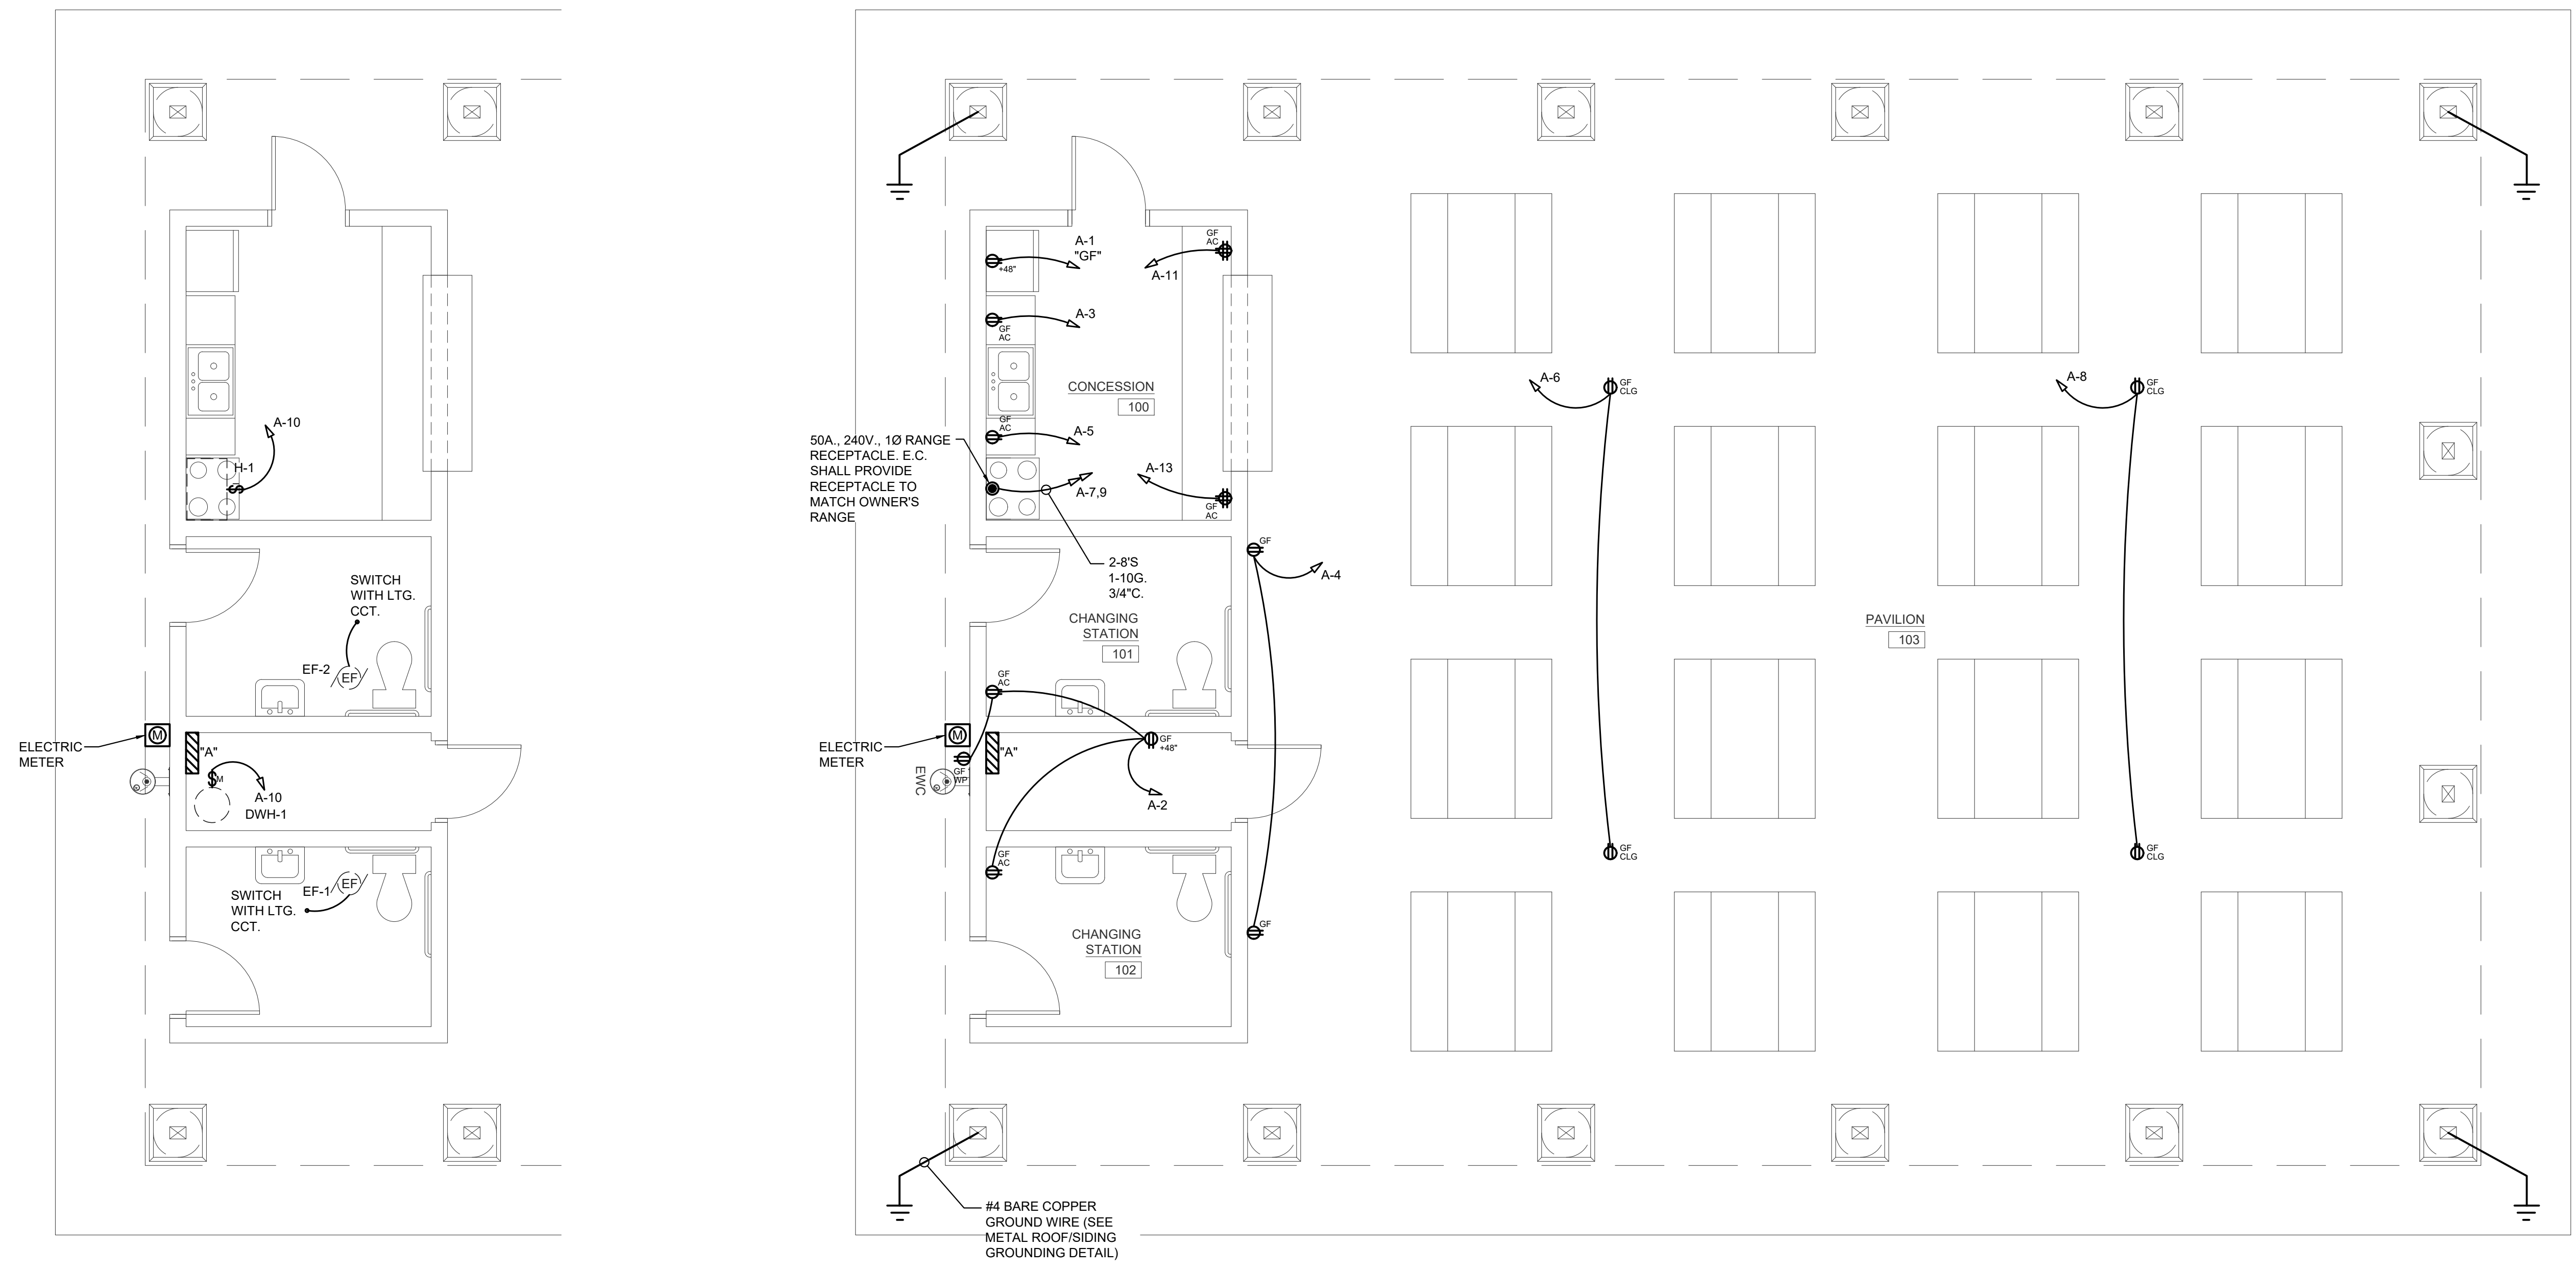 A-10
H-1
SWITCH
WITH LTG.
CCT.
EF-2
EF
M
ELECTRIC
METER
"A"
$M
A-10
DWH-1
EF-1
EF
SWITCH
WITH LTG.
CCT.
A-1
"GF"
+48"
GF
AC
A-11
A-3
GF
AC
CONCESSION
100
GF
AC
A-5
50A., 240V., 1Ø RANGE
RECEPTACLE. E.C.
SHALL PROVIDE
RECEPTACLE TO
MATCH OWNER'S
RANGE
A-7,9
A-13
GF
AC
GF
A-4
2-8'S
1-10G.
3/4"C.
CHANGING
STATION
101
GF
AC
M
ELECTRIC
METER
"A"
GF
WP
EWC
GF
+48"
A-2
GF
AC
GF
CHANGING
STATION
102
A-6
GF
CLG
A-8
GF
CLG
PAVILION
103
GF
CLG
GF
CLG
#4 BARE COPPER
GROUND WIRE (SEE
METAL ROOF/SIDING
GROUNDING DETAIL)